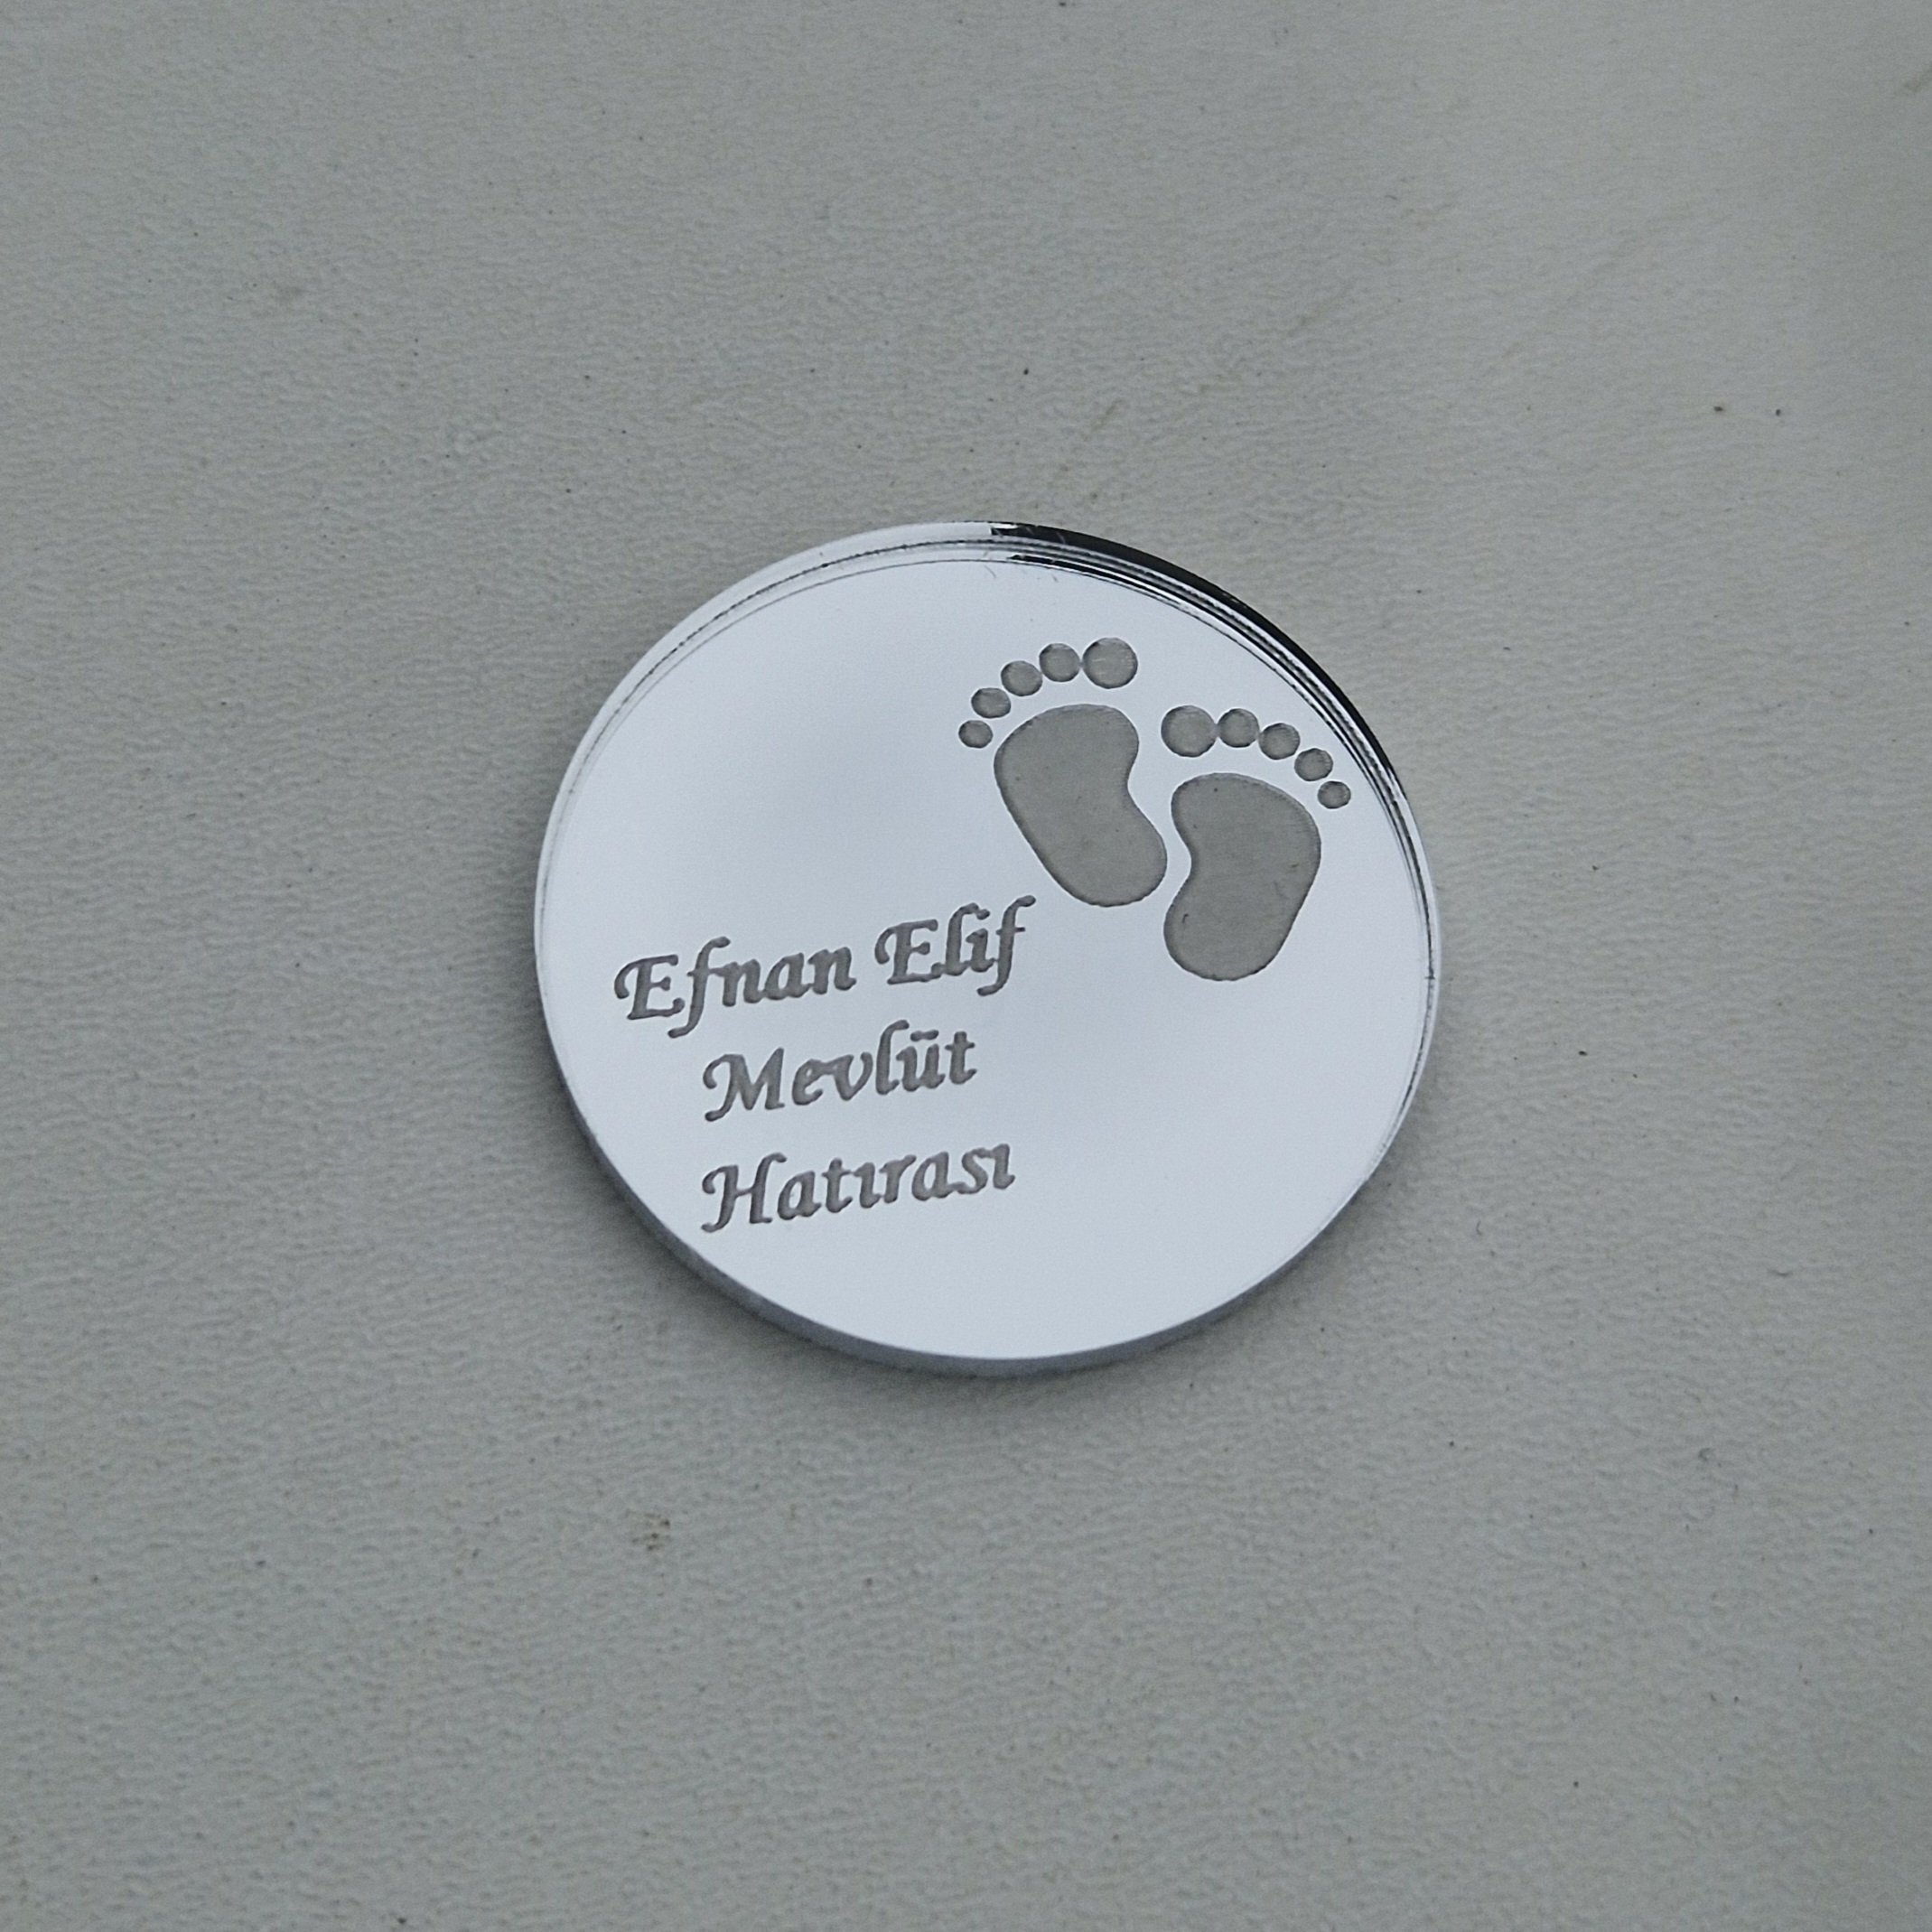 Efnan Elif
Mevlüt
Hatırası